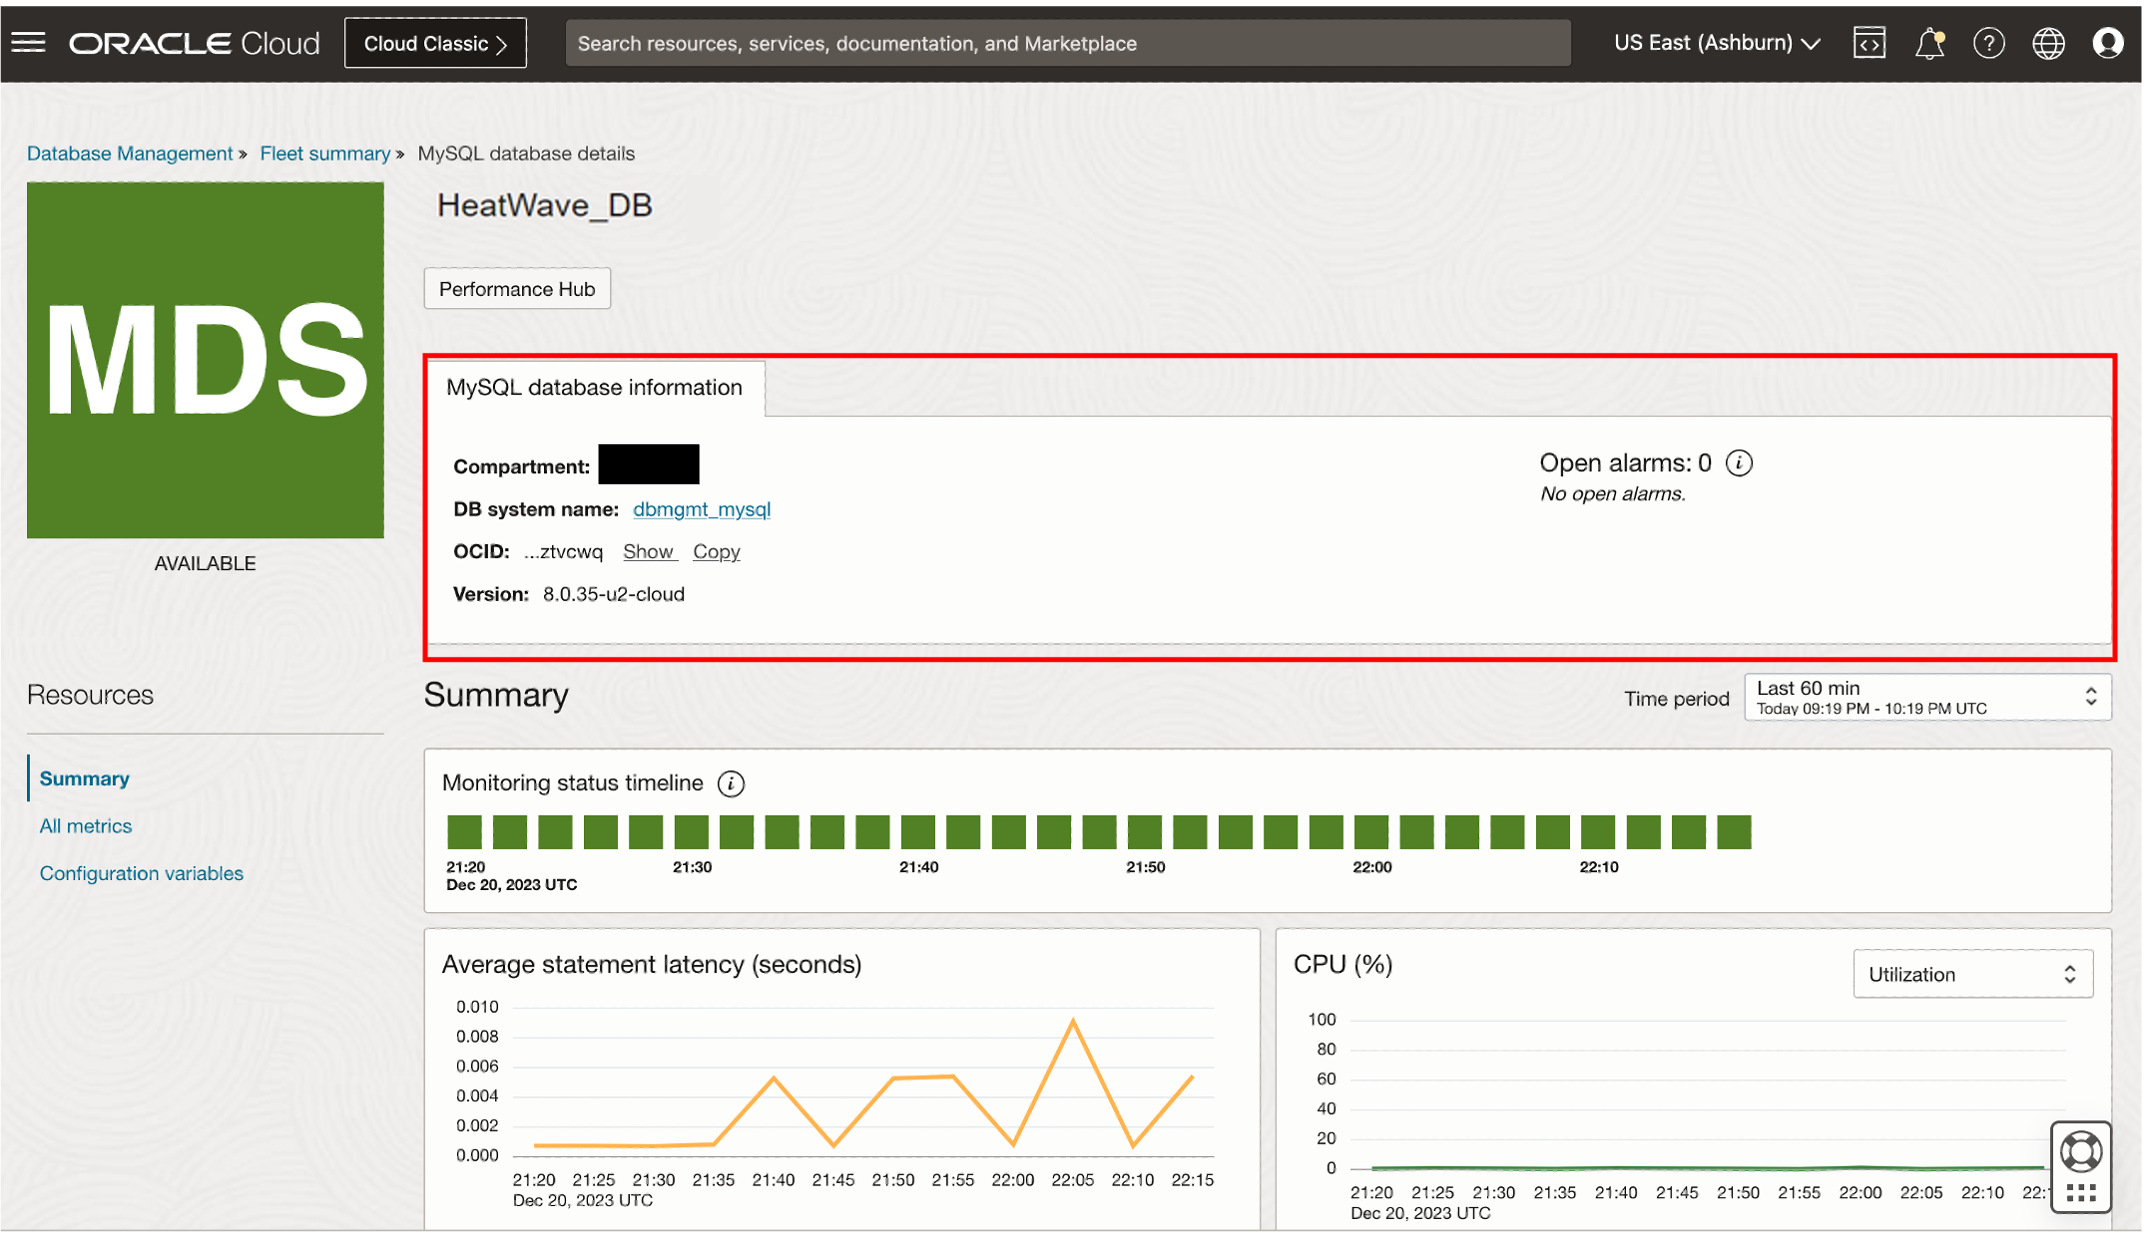 ORACLE Cloud
Cloud Classic
Search resources, services, documentation, and Marketplace
US East (Ashburn)
Database Management » Fleet summary » MySQL database details
MDS
AVAILABLE
HeatWave_DB
Performance Hub
MySQL database information
Compartment:
DB system name: dbmgmt_mysql
OCID: ...ztvcwq Show Copy
Version: 8.0.35-u2-cloud
Open alarms: 0
No open alarms.
Resources
Summary
All metrics
Configuration variables
Summary
Time period
Last 60 min
Today 09:19 PM - 10:19 PM UTC
Monitoring status timeline
21:20 21:30 21:40 21:50 22:00 22:10
Dec 20, 2023 UTC
Average statement latency (seconds)
0.010
0.008
0.006
0.004
0.002
0.000
21:20 21:25 21:30 21:35 21:40 21:45 21:50 21:55 22:00 22:05 22:10 22:15
Dec 20, 2023 UTC
CPU (%)
Utilization
100
80
60
40
20
0
21:20 21:25 21:30 21:35 21:40 21:45 21:50 21:55 22:00 22:05 22:10
Dec 20, 2023 UTC